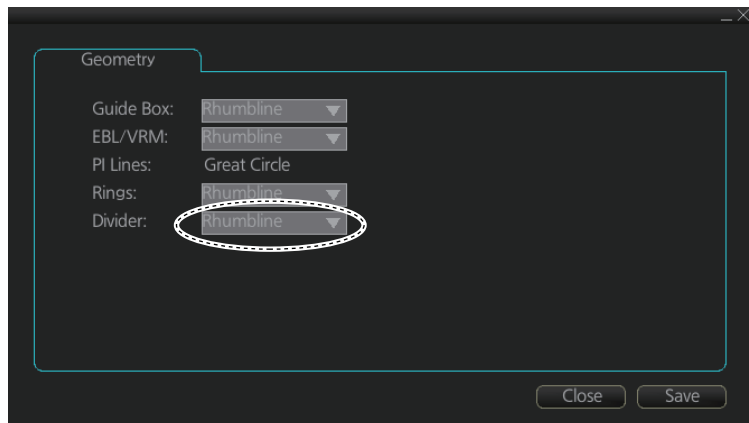 Geometry
Guide Box: Rhumbline
EBL/VRM: Rhumbline
PI Lines: Great Circle
Rings: Rhumbline
Divider: Rhumbline
Close Save